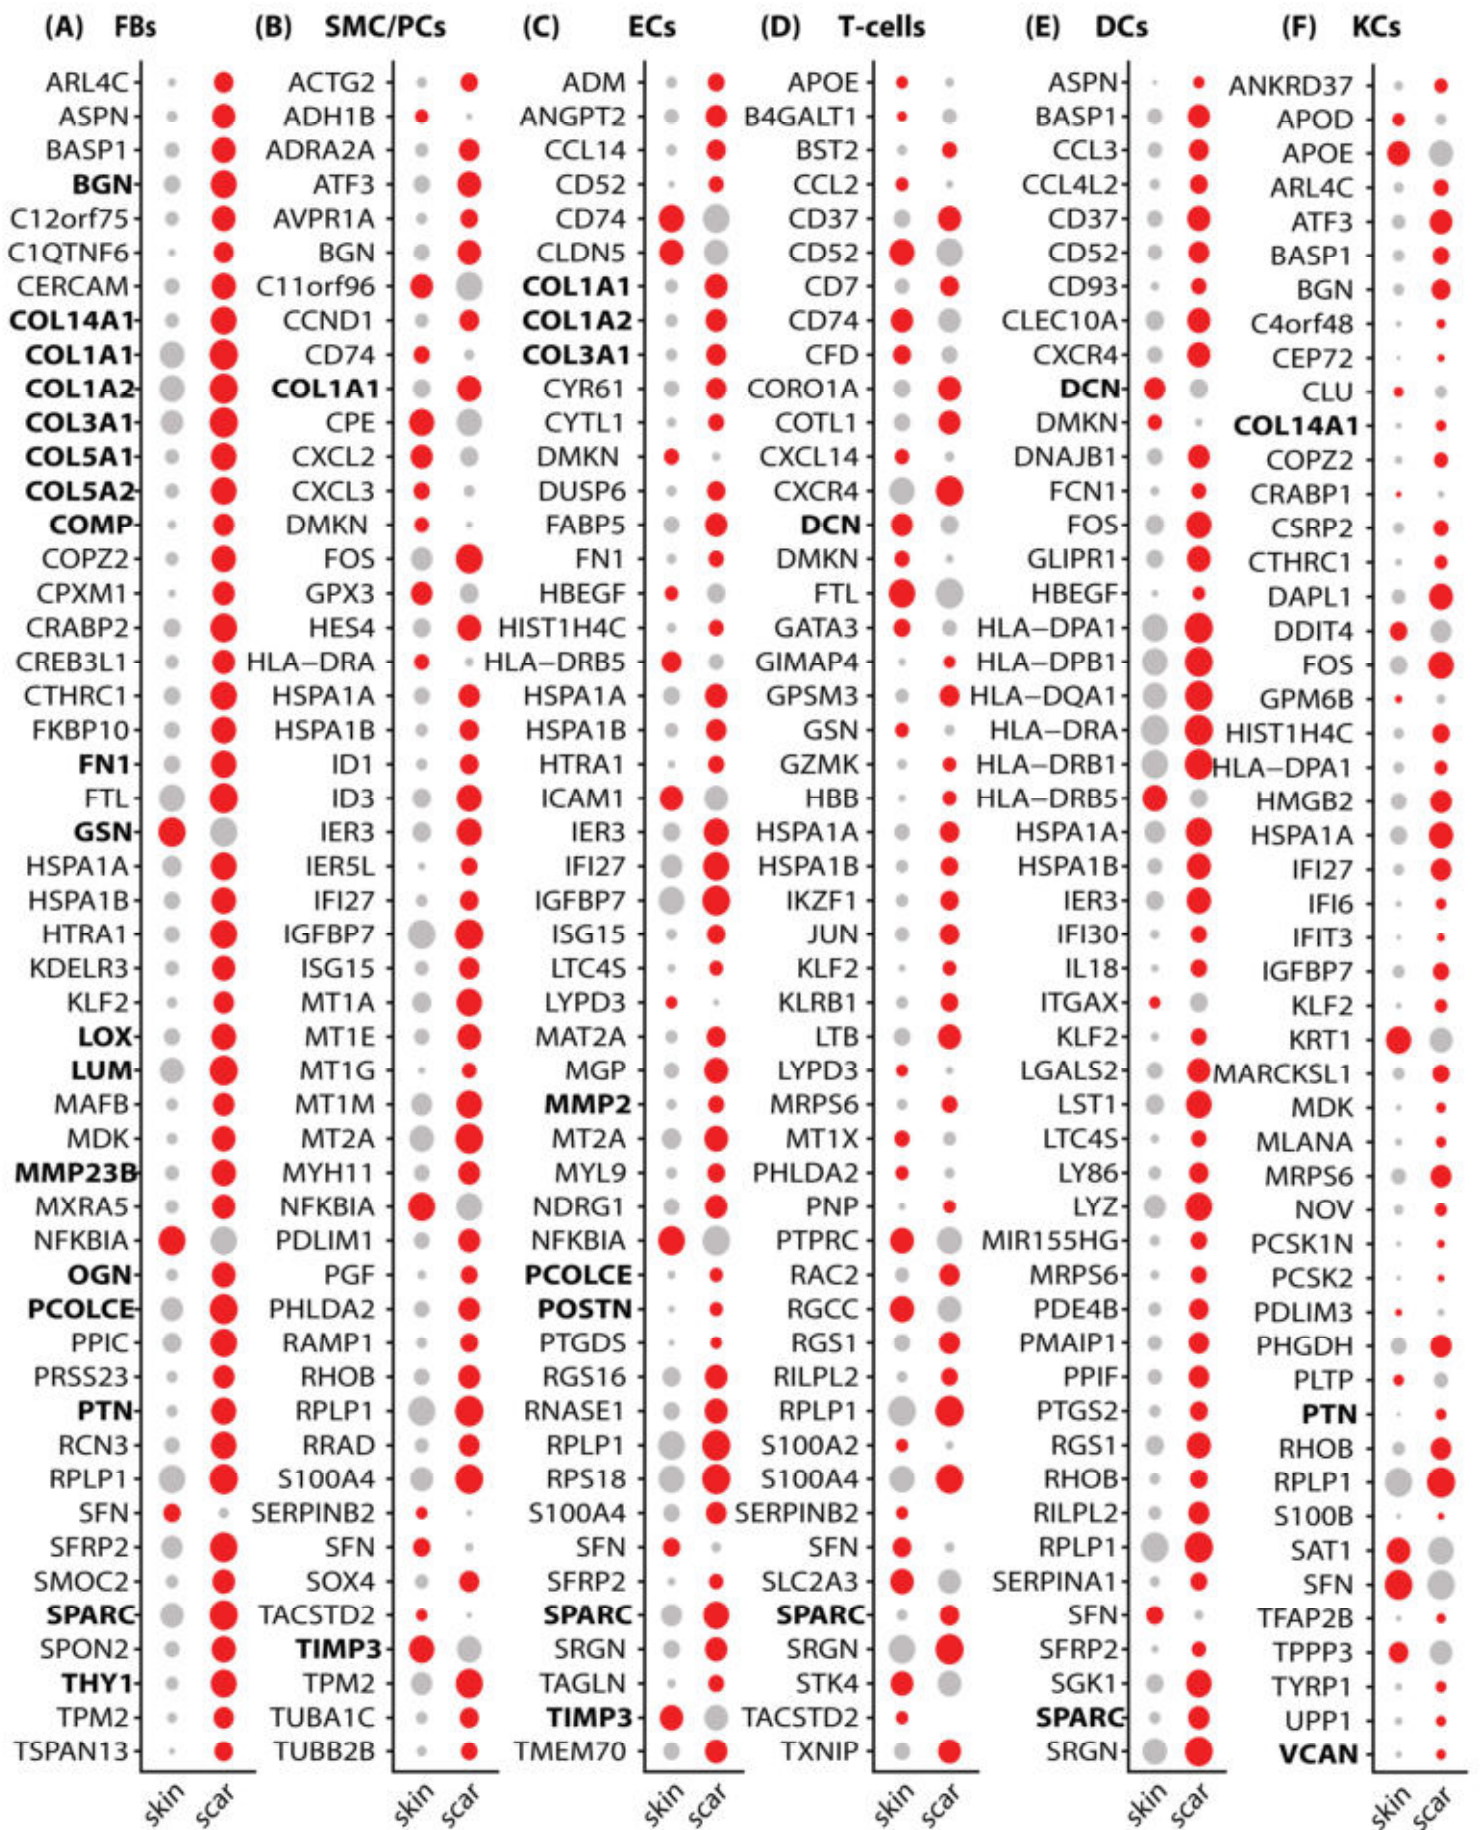 (A) FBs
ARL4C
ASPN
BASP1
BGN
C12orf75
C1QTNF6
CERCAM
COL14A1
COL1A1
COL1A2
COL3A1
COL5A1
COL5A2
COMP
COPZ2
CPXM1
CRABP2
CREB3L1
CTHRC1
FKBP10
FN1
FTL
GSN
HSPA1A
HSPA1B
HTRA1
KDELR3
KLF2
LOX
LUM
MAFB
MDK
MMP23B
MXRA5
NFKBIA
OGN
PCOLCE
PPIC
PRSS23
PTN
RCN3
RPLP1
SFN
SFRP2
SMOC2
SPARC
SPON2
THY1
TPM2
TSPAN13
skin
scar
(B) SMC/PCs
ACTG2
ADH1B
ADRA2A
ATF3
AVPR1A
BGN
C11orf96
CCND1
CD74
COL1A1
CPE
CXCL2
CXCL3
DMKN
FOS
GPX3
HES4
HLA−DRA
HSPA1A
HSPA1B
ID1
ID3
IER3
IER5L
IFI27
IGFBP7
ISG15
MT1A
MT1E
MT1G
MT1M
MT2A
MYH11
NFKBIA
PDLIM1
PGF
PHLDA2
RAMP1
RHOB
RPLP1
RRAD
S100A4
SERPINB2
SFN
SOX4
TACSTD2
TIMP3
TPM2
TUBA1C
TUBB2B
skin
scar
(C) ECs
ADM
ANGPT2
CCL14
CD52
CD74
CLDN5
COL1A1
COL1A2
COL3A1
CYR61
CYTL1
DMKN
DUSP6
FABP5
FN1
HBEGF
HIST1H4C
HLA−DRB5
HSPA1A
HSPA1B
HTRA1
ICAM1
IER3
IFI27
IGFBP7
ISG15
LTC4S
LYPD3
MAT2A
MGP
MMP2
MT2A
MYL9
NDRG1
NFKBIA
PCOLCE
POSTN
PTGDS
RGS16
RNASE1
RPLP1
RPS18
S100A4
SFN
SFRP2
SPARC
SRGN
TAGLN
TIMP3
TMEM70
skin
scar
(D) T-cells
APOE
B4GALT1
BST2
CCL2
CD37
CD52
CD7
CD74
CFD
CORO1A
COTL1
CXCL14
CXCR4
DCN
DMKN
FTL
GATA3
GIMAP4
GPSM3
GSN
GZMK
HBB
HSPA1A
HSPA1B
IKZF1
JUN
KLF2
KLRB1
LTB
LYPD3
MRPS6
MT1X
PHLDA2
PNP
PTPRC
RAC2
RGCC
RGS1
RILPL2
RPLP1
S100A2
S100A4
SERPINB2
SFN
SLC2A3
SPARC
SRGN
STK4
TACSTD2
TXNIP
skin
scar
(E) DCs
ASPN
BASP1
CCL3
CCL4L2
CD37
CD52
CD93
CLEC10A
CXCR4
DCN
DMKN
DNAJB1
FCN1
FOS
GLIPR1
HBEGF
HLA−DPA1
HLA−DPB1
HLA−DQA1
HLA−DRA
HLA−DRB1
HLA−DRB5
HSPA1A
HSPA1B
IER3
IFI30
IL18
ITGAX
KLF2
LGALS2
LST1
LTC4S
LY86
LYZ
MIR155HG
MRPS6
PDE4B
PMAIP1
PPIF
PTGS2
RGS1
RHOB
RILPL2
RPLP1
SERPINA1
SFN
SFRP2
SGK1
SPARC
SRGN
skin
scar
(F) KCs
ANKRD37
APOD
APOE
ARL4C
ATF3
BASP1
BGN
C4orf48
CEP72
CLU
COL14A1
COPZ2
CRABP1
CSRP2
CTHRC1
DAPL1
DDIT4
FOS
GPM6B
HIST1H4C
HLA−DPA1
HMGB2
HSPA1A
IFI27
IFI6
IFIT3
IGFBP7
KLF2
KRT1
MARCKSL1
MDK
MLANA
MRPS6
NOV
PCSK1N
PCSK2
PDLIM3
PHGDH
PLTP
PTN
RHOB
RPLP1
S100B
SAT1
SFN
TFAP2B
TPPP3
TYRP1
UPP1
VCAN
skin
scar